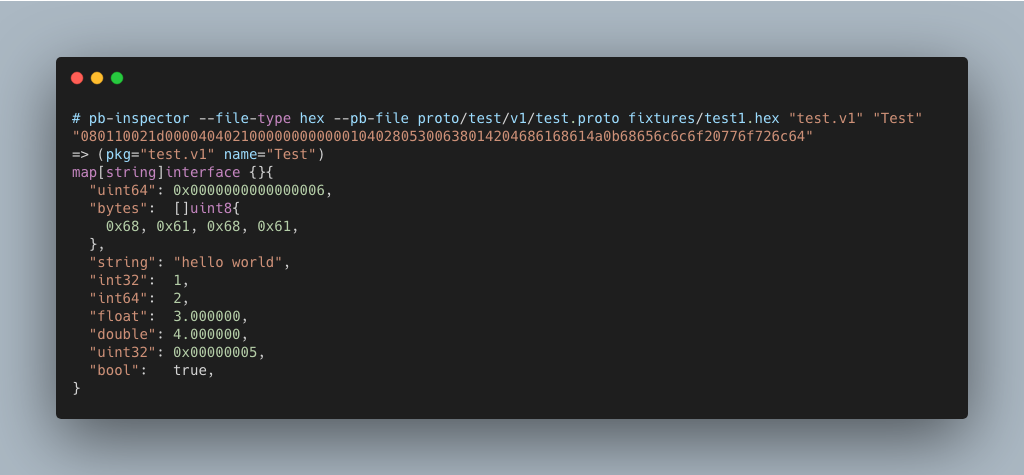 # pb-inspector --file-type hex --pb-file proto/test/v1/test.proto fixtures/test1.hex "test.v1" "Test"
"080110021d000040402100000000000010402805300638014204686168614a0b68656c6c6f20776f726c64"
=> (pkg="test.v1" name="Test")
map[string]interface {}{
  "uint64": 0x0000000000000006,
  "bytes":  []uint8{
    0x68, 0x61, 0x68, 0x61,
  },
  "string": "hello world",
  "int32":  1,
  "int64":  2,
  "float":  3.000000,
  "double": 4.000000,
  "uint32": 0x00000005,
  "bool":   true,
}